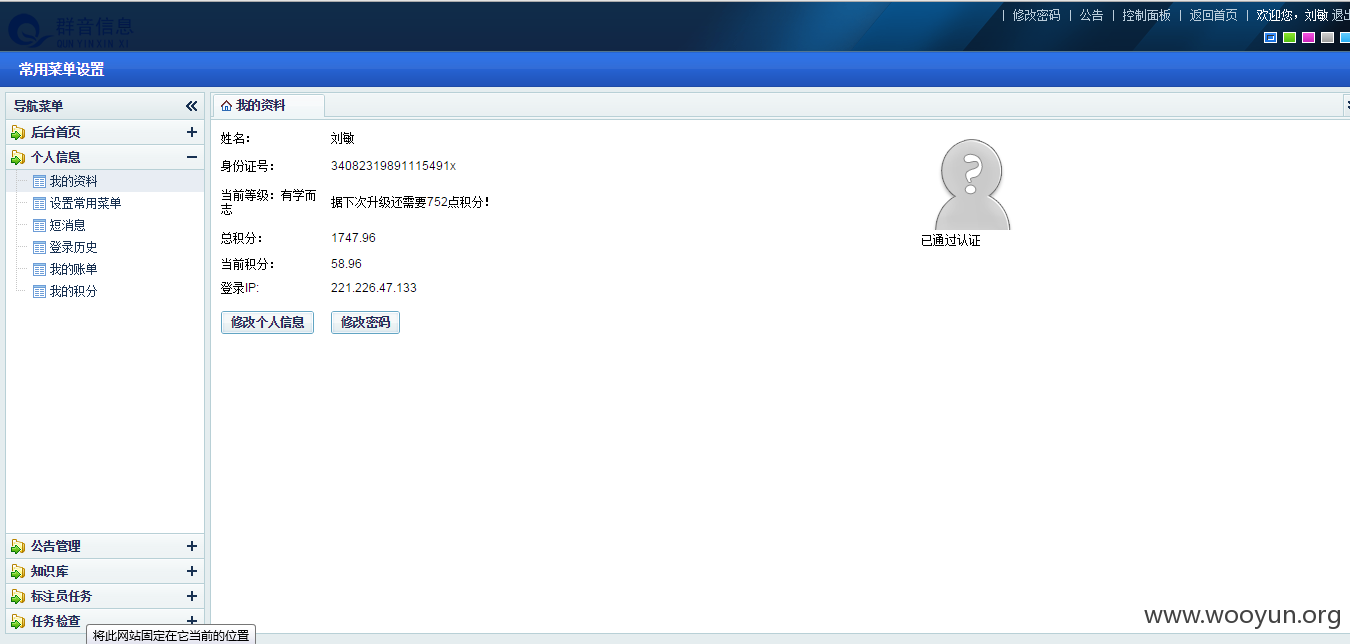 群音信息
QUN YIN XIN XI
| 修改密码 | 公告 | 控制面板 | 返回首页 | 欢迎您，刘敏 退出
常用菜单设置
导航菜单
后台首页
个人信息
我的资料
设置常用菜单
短消息
登录历史
我的账单
我的积分
公告管理
知识库
标注员任务
任务检查
将此网站固定在它当前的位置
我的资料
姓名： 刘敏
身份证号： 34082319891115491x
当前等级：有学而
志
据下次升级还需要752点积分！
总积分： 1747.96
当前积分： 58.96
登录IP: 221.226.47.133
修改个人信息 修改密码
已通过认证
www.wooyun.org